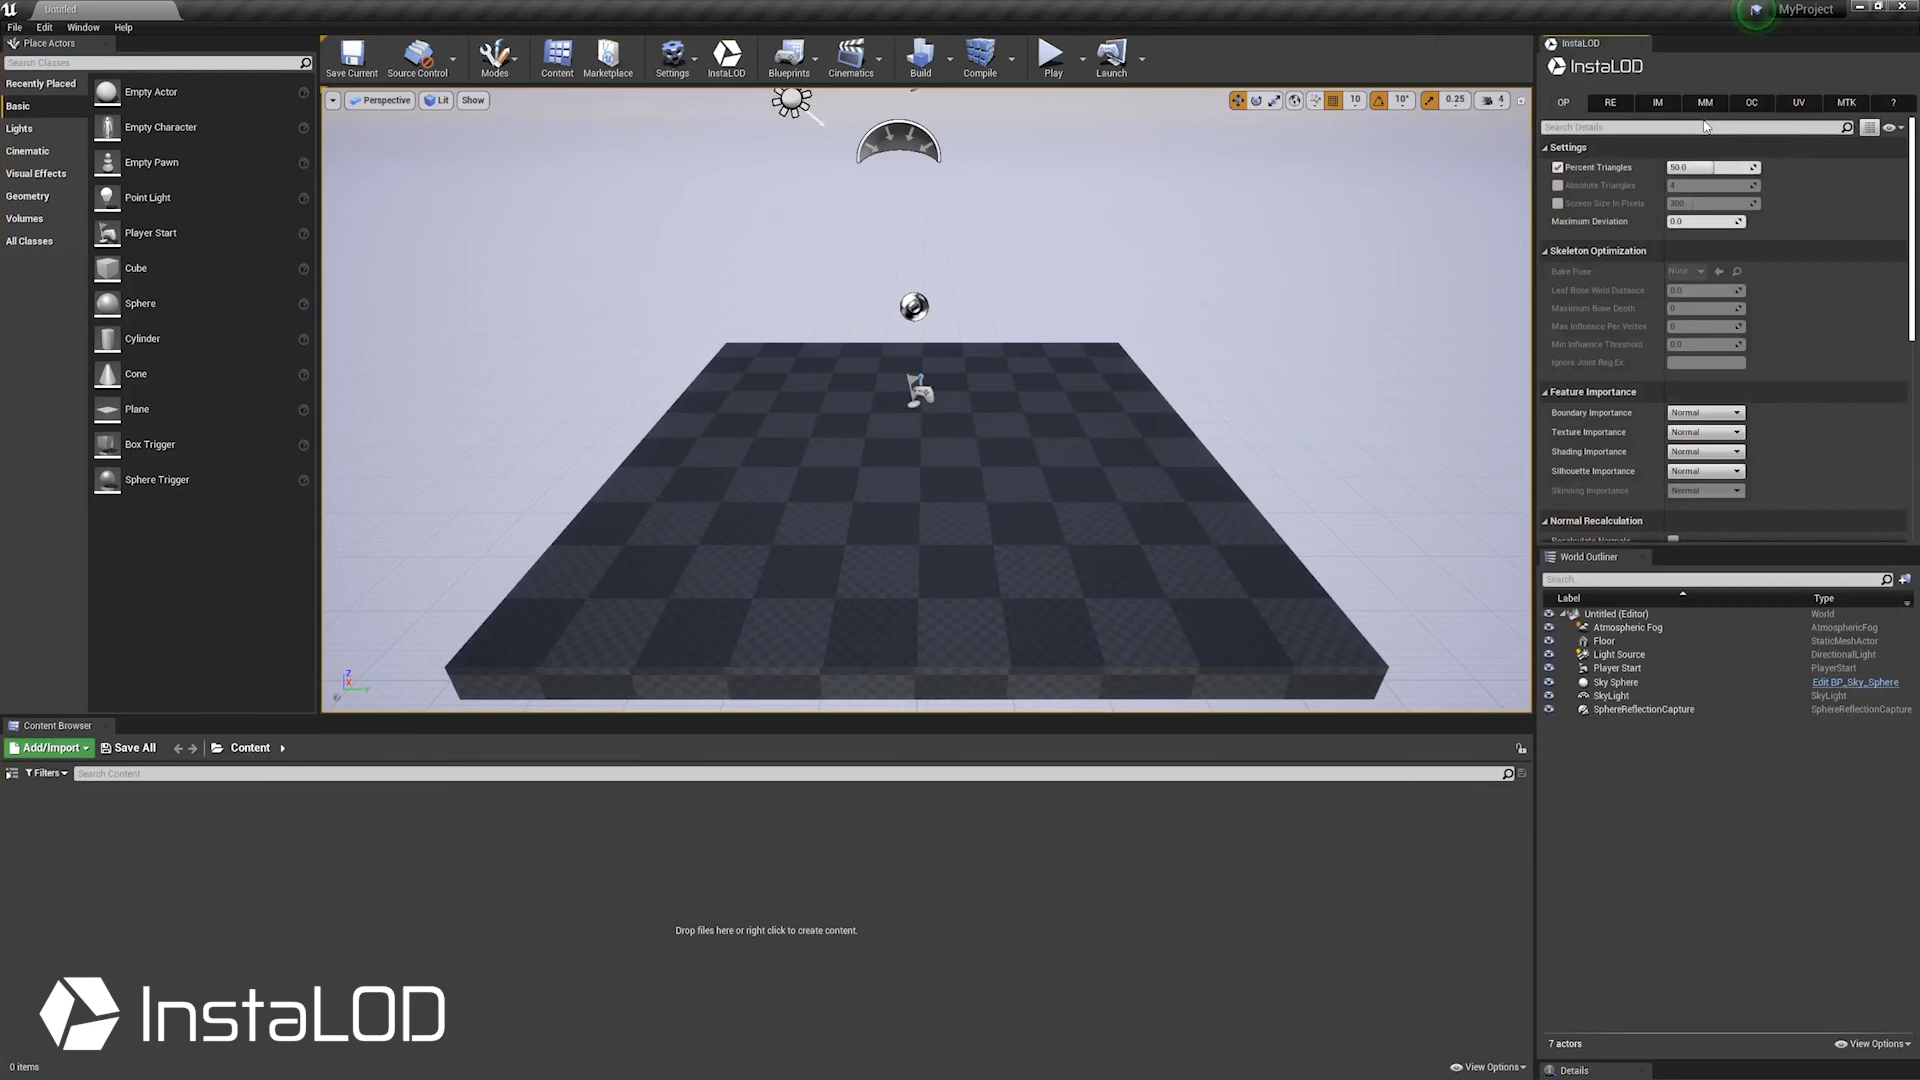 Untitled
MyProject
File Edit Window Help
Place Actors
Search Classes
Recently Placed
Basic
Lights
Cinematic
Visual Effects
Geometry
Volumes
All Classes
Empty Actor
Empty Character
Empty Pawn
Point Light
Player Start
Cube
Sphere
Cylinder
Cone
Plane
Box Trigger
Sphere Trigger
Save Current Source Control Modes Content Marketplace Settings InstaLOD Blueprints Cinematics Build Compile Play Launch
Perspective Lit Show
10 10° 0.25 4
Z
X
Y
InstaLOD
InstaLOD
OP RE IM MM OC UV MTK ?
Search Details
Settings
Percent Triangles 50.0
Absolute Triangles 4
Screen Size In Pixels 300
Maximum Deviation 0.0
Skeleton Optimization
Bake Pose None
Leaf Bone Weld Distance 0.0
Maximum Bone Depth 0
Max Influence Per Vertex 0
Min Influence Threshold 0.0
Ignore Joint Reg Ex
Feature Importance
Boundary Importance Normal
Texture Importance Normal
Shading Importance Normal
Silhouette Importance Normal
Skinning Importance Normal
Normal Recalculation
Recalculate Normals
World Outliner
Search...
Label Type
Untitled (Editor) World
Atmospheric Fog AtmosphericFog
Floor StaticMeshActor
Light Source DirectionalLight
Player Start PlayerStart
Sky Sphere Edit BP_Sky_Sphere
SkyLight SkyLight
SphereReflectionCapture SphereReflectionCapture
7 actors View Options
Details
Content Browser
Add/Import Save All Content
Filters Search Content
Drop files here or right click to create content.
InstaLOD
0 items View Options